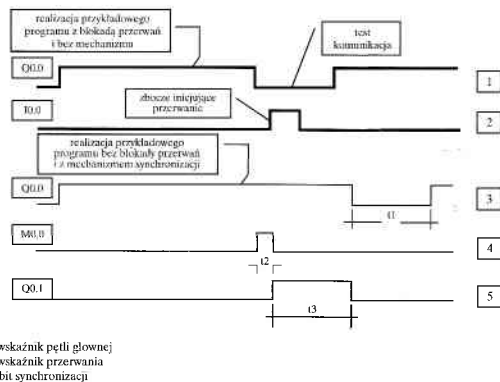 realizacja przykładowego
programu z blokadą przerwań
i bez mechanizm
test
komunikacja
Q0.0
1
zbocze inicjujące
przerwanie
I0.0
2
realizacja przykładowego
programu bez blokady przerwań
i z mechanizmem synchronizacji
Q0.0
3
t1
M0.0
4
t2
Q0.1
5
t3
wskaźnik pętli glownej
wskaźnik przerwania
bit synchronizacji